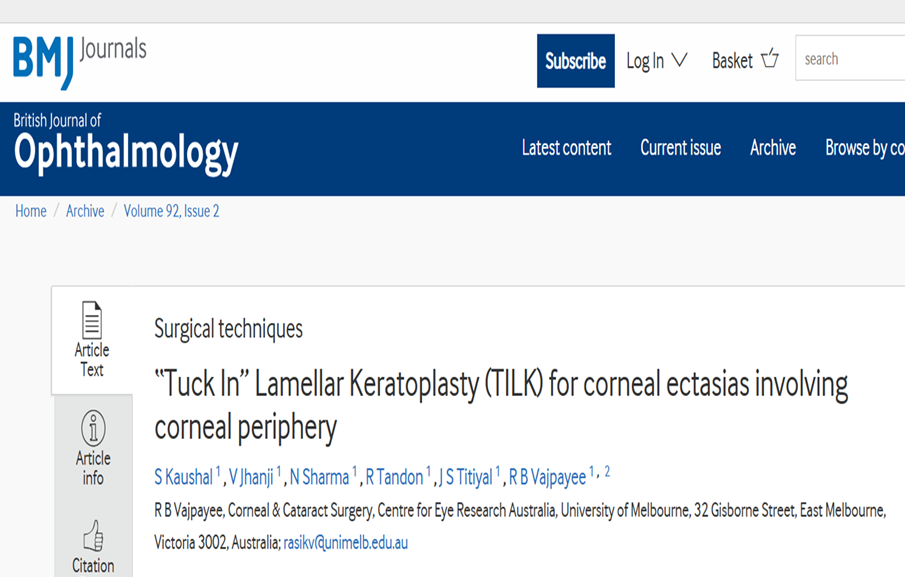 BMJ Journals
Subscribe Log In Basket search
British Journal of
Ophthalmology
Latest content Current issue Archive Browse by co
Home / Archive / Volume 92, Issue 2
Article
Text
Surgical techniques
“Tuck In” Lamellar Keratoplasty (TILK) for corneal ectasias involving
corneal periphery
Article
info
S Kaushal 1, V Jhanji 1, N Sharma 1, R Tandon 1, J S Titiyal 1, R B Vajpayee 1, 2
R B Vajpayee, Corneal & Cataract Surgery, Centre for Eye Research Australia, University of Melbourne, 32 Gisborne Street, East Melbourne,
Victoria 3002, Australia; rasikv@unimelb.edu.au
Citation